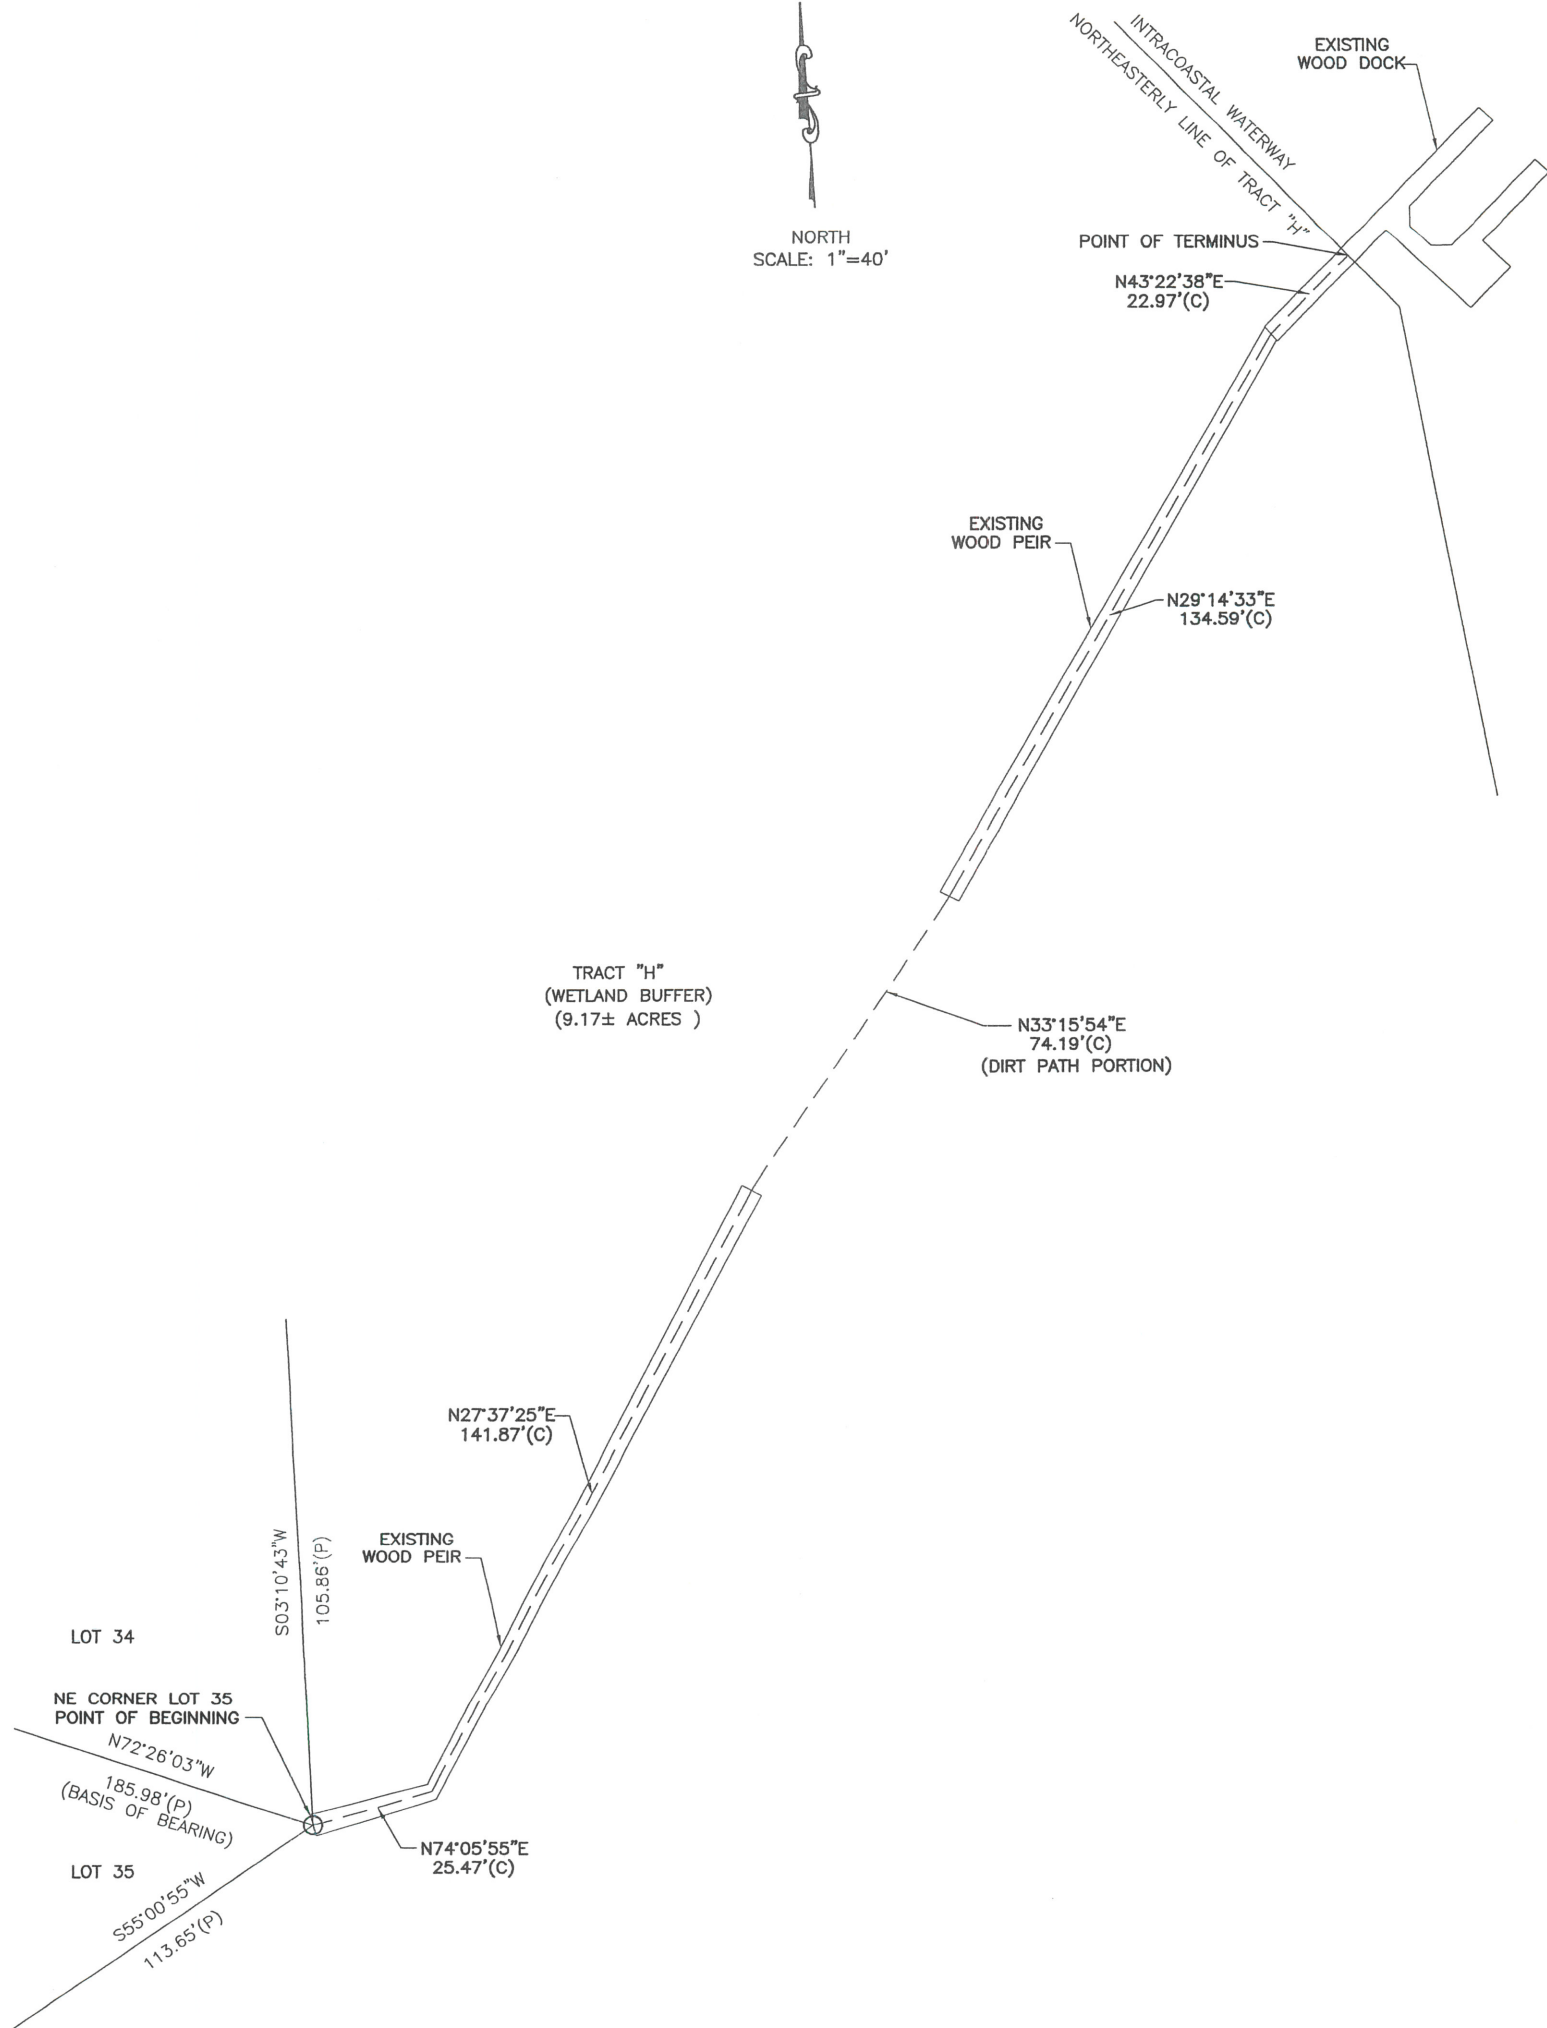 INTRACOASTAL WATERWAY
NORTHEASTERLY LINE OF TRACT "H"
EXISTING
WOOD DOCK
NORTH
SCALE: 1"=40'
POINT OF TERMINUS
N43°22'38"E
22.97'(C)
EXISTING
WOOD PEIR
N29°14'33"E
134.59'(C)
TRACT "H"
(WETLAND BUFFER)
(9.17± ACRES )
N33°15'54"E
74.19'(C)
(DIRT PATH PORTION)
N27°37'25"E
141.87'(C)
EXISTING
WOOD PEIR
S03°10'43"W
105.86'(P)
LOT 34
NE CORNER LOT 35
POINT OF BEGINNING
N72°26'03"W
185.98'(P)
(BASIS OF BEARING)
N74°05'55"E
25.47'(C)
LOT 35
S55°00'55"W
113.65'(P)